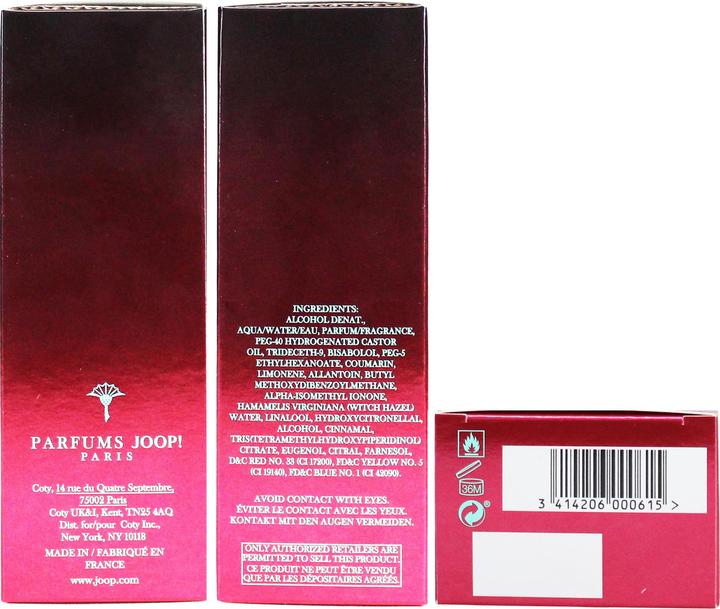 PARFUMS JOOP!
PARIS
Coty, 14 rue du Quatre Septembre,
75002 Paris
Coty UK&I, Kent, TN25 4AQ
Dist. for/pour Coty Inc.,
New York, NY 10118
MADE IN / FABRIQUÉ EN
FRANCE
www.joop.com
INGREDIENTS:
ALCOHOL DENAT.,
AQUA/WATER/EAU, PARFUM/FRAGRANCE,
PEG-40 HYDROGENATED CASTOR
OIL, TRIDECETH-9, BISABOLOL, PEG-5
ETHYLHEXANOATE, COUMARIN,
LIMONENE, ALLANTOIN, BUTYL
METHOXYDIBENZOYLMETHANE,
ALPHA-ISOMETHYL IONONE,
HAMAMELIS VIRGINIANA (WITCH HAZEL)
WATER, LINALOOL, HYDROXYCITRONELLAL,
ALCOHOL, CINNAMAL,
TRIS(TETRAMETHYLHYDROXYPIPERIDINOL)
CITRATE, EUGENOL, CITRAL, FARNESOL,
D&C RED NO. 33 (CI 17200), FD&C YELLOW NO. 5
(CI 19140), FD&C BLUE NO. 1 (CI 42090).
AVOID CONTACT WITH EYES.
ÉVITER LE CONTACT AVEC LES YEUX.
KONTAKT MIT DEN AUGEN VERMEIDEN.
ONLY AUTHORIZED RETAILERS ARE
PERMITTED TO SELL THIS PRODUCT.
CE PRODUIT NE PEUT ÊTRE VENDU
QUE PAR LES DÉPOSITAIRES AGRÉÉS.
36M
3 414206 000615 >